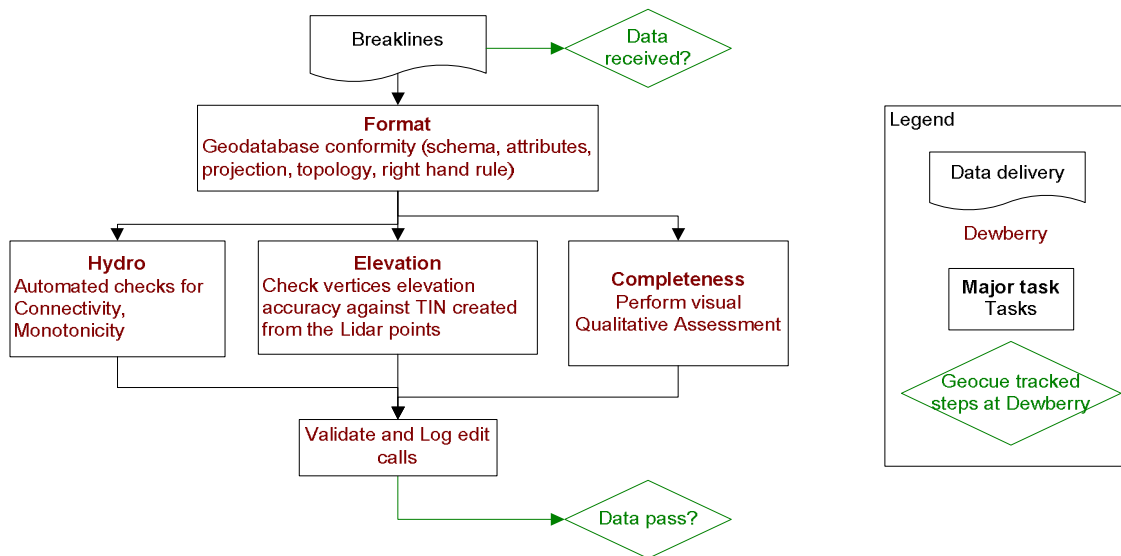 Breaklines
Data
received?
Format
Geodatabase conformity (schema, attributes,
projection, topology, right hand rule)
Hydro
Automated checks for
Connectivity,
Monotonicity
Elevation
Check vertices elevation
accuracy against TIN created
from the Lidar points
Completeness
Perform visual
Qualitative Assessment
Validate and Log edit
calls
Data pass?
Legend
Data delivery
Dewberry
Major task
Tasks
Geocue tracked
steps at Dewberry